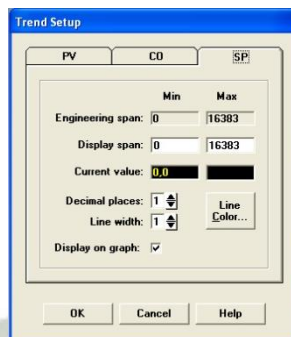 Trend Setup
PV CO SP
Min Max
Engineering span: 0 16383
Display span: 0 16383
Current value: 0,0
Decimal places: 1
Line width: 1
Line Color...
Display on graph:
OK Cancel Help